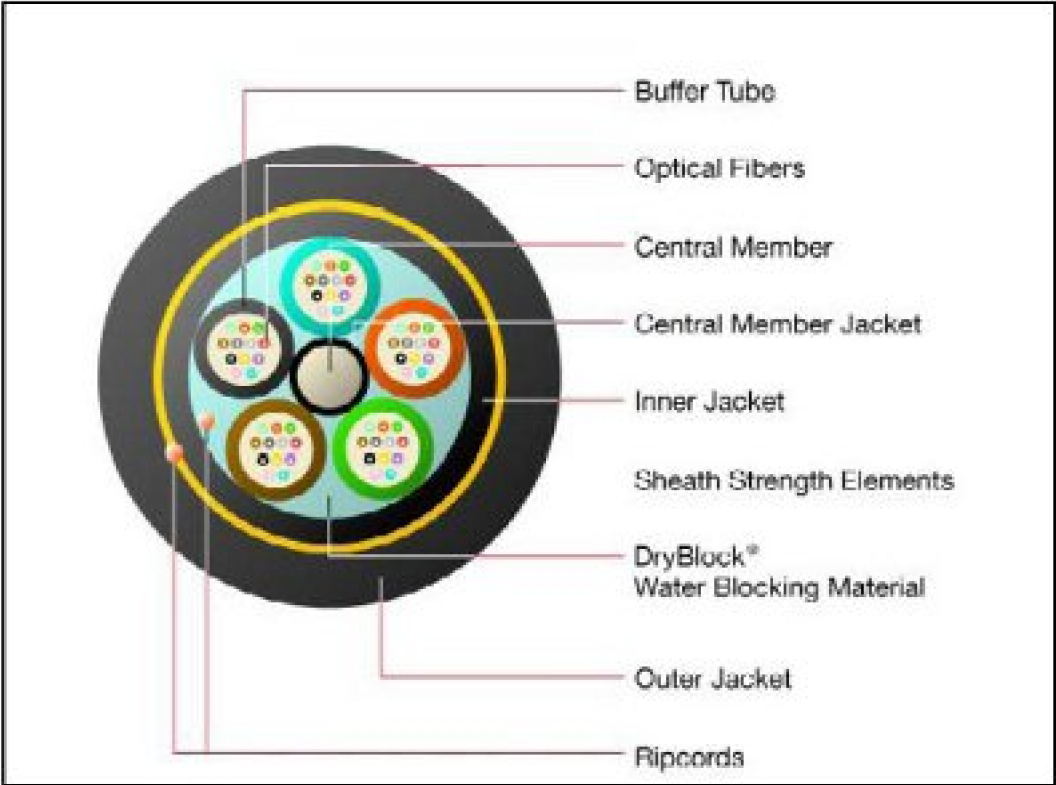 Buffer Tube
Optical Fibers
Central Member
Central Member Jacket
Inner Jacket
Sheath Strength Elements
DryBlock®
Water Blocking Material
Outer Jacket
Ripcords